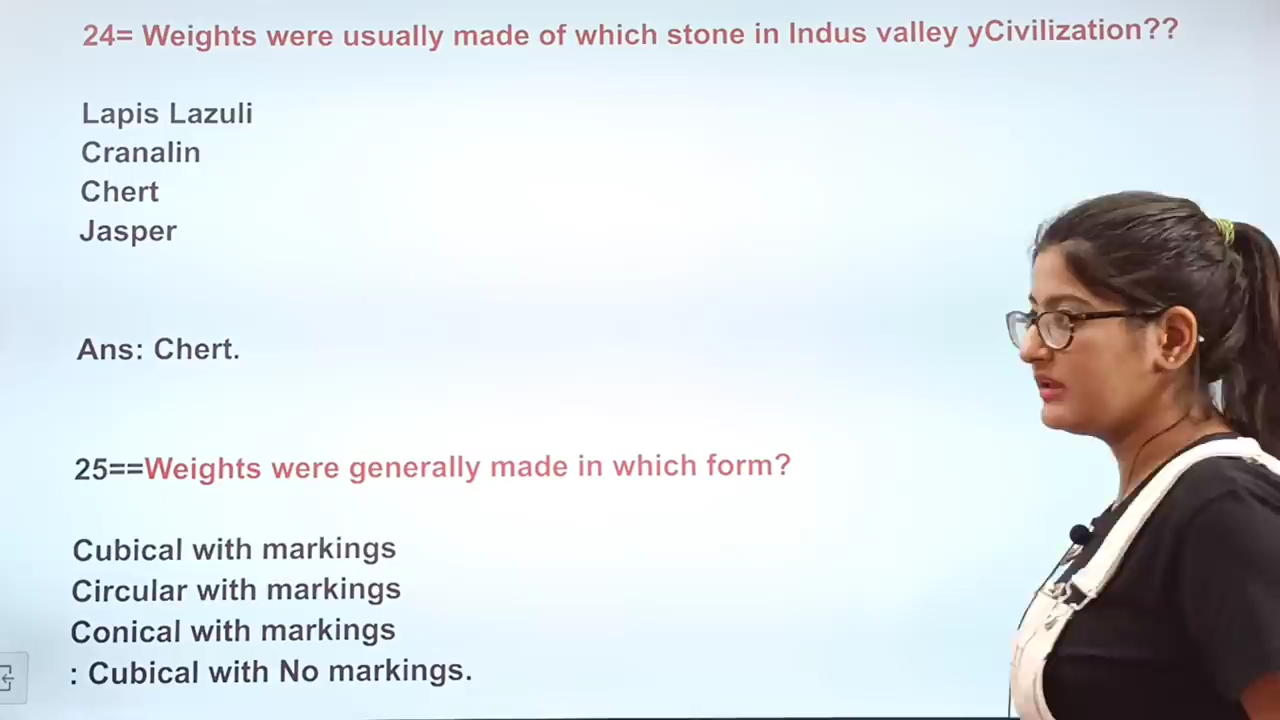 24= Weights were usually made of which stone in Indus valley yCivilization??
Lapis Lazuli
Cranalin
Chert
Jasper
Ans: Chert.
25==Weights were generally made in which form?
Cubical with markings
Circular with markings
Conical with markings
: Cubical with No markings.